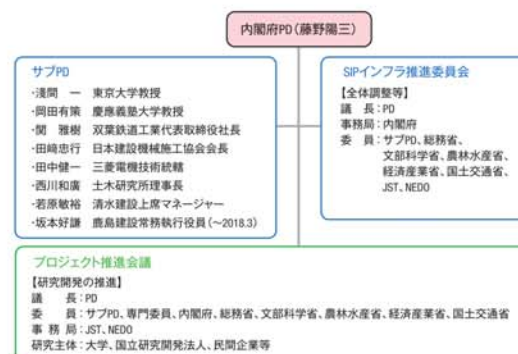 内閣府PD(藤野陽三)
サブPD
・淺間　一　東京大学教授
・岡田有策　慶應義塾大学教授
・関　雅樹　双葉鉄道工業代表取締役社長
・田﨑忠行　日本建設機械施工協会会長
・田中健一　三菱電機技術統轄
・西川和廣　土木研究所理事長
・若原敏裕　清水建設上席マネージャー
・坂本好謙　鹿島建設常務執行役員(～2018.3)
SIPインフラ推進委員会
【全体調整等】
議　長：PD
事務局：内閣府
委　員：サブPD、総務省、
文部科学省、農林水産省、
経済産業省、国土交通省、
JST、NEDO
プロジェクト推進会議
【研究開発の推進】
議　　長：PD
委　　員：サブPD、専門委員、内閣府、総務省、文部科学省、農林水産省、経済産業省、国土交通省
事 務 局：JST、NEDO
研究主体：大学、国立研究開発法人、民間企業等